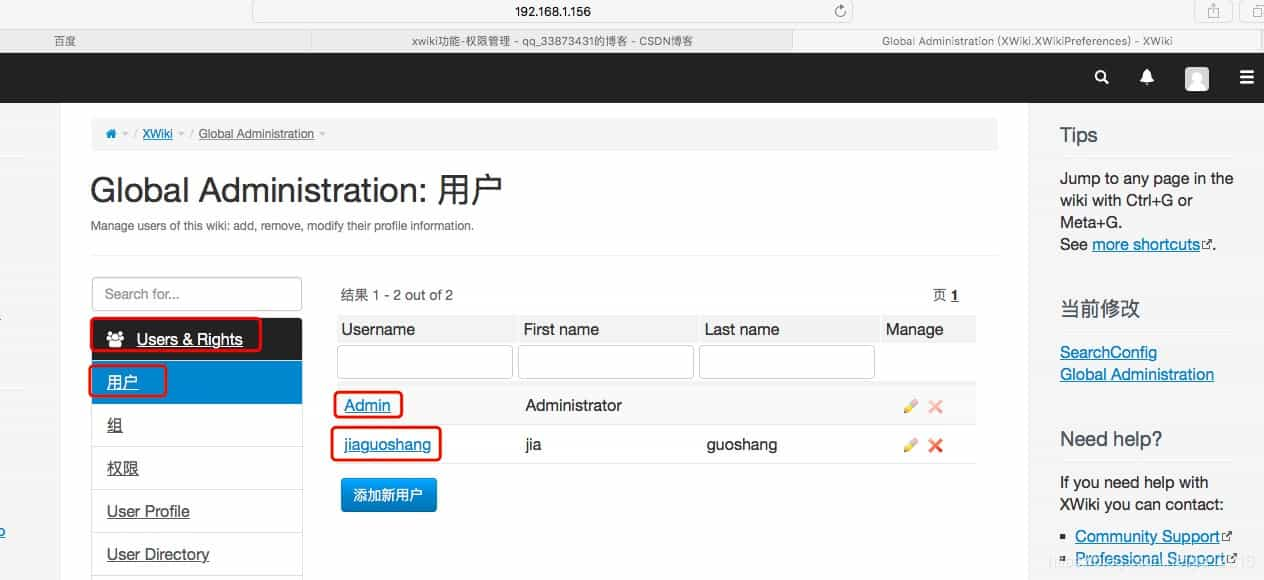 192.168.1.156
百度
xwiki功能-权限管理 - qq_33873431的博客 - CSDN博客
Global Administration (XWiki.XWikiPreferences) - XWiki
/ XWiki / Global Administration
Global Administration: 用户
Manage users of this wiki: add, remove, modify their profile information.
Search for...
Users & Rights
用户
组
权限
User Profile
User Directory
结果 1 - 2 out of 2
页 1
Username First name Last name Manage
Admin Administrator
jiaguoshang jia guoshang
添加新用户
Tips
Jump to any page in the
wiki with Ctrl+G or
Meta+G.
See more shortcuts.
当前修改
SearchConfig
Global Administration
Need help?
If you need help with
XWiki you can contact:
Community Support
Professional Support